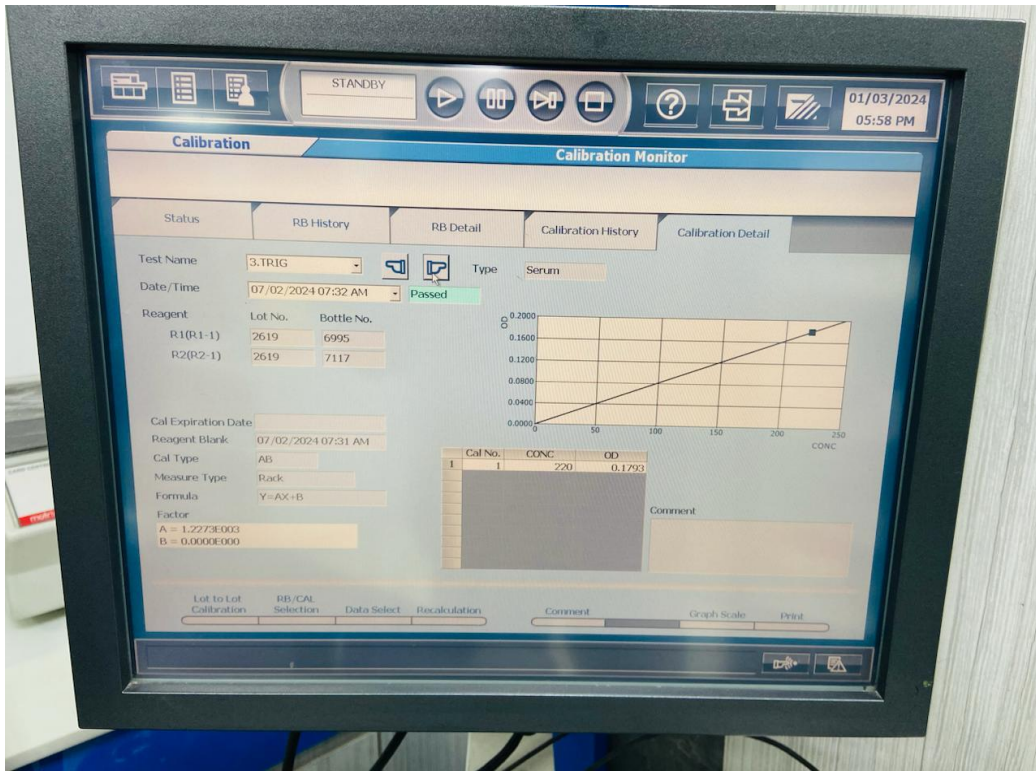 STANDBY
01/03/2024
05:58 PM
Calibration
Calibration Monitor
Status
RB History
RB Detail
Calibration History
Calibration Detail
Test Name 3.TRIG Type Serum
Date/Time 07/02/2024 07:32 AM Passed
Reagent Lot No. Bottle No.
R1(R1-1) 2619 6995
R2(R2-1) 2619 7117
OD
0.2000
0.1600
0.1200
0.0800
0.0400
0.0000
0 50 100 150 200 250
CONC
Cal Expiration Date
Reagent Blank 07/02/2024 07:31 AM
Cal Type AB
Measure Type Rack
Formula Y=AX+B
Factor
A = 1.2273E003
B = 0.0000E000
Cal No. CONC OD
1 1 220 0.1793
Comment
Lot to Lot Calibration
RB/CAL Selection
Data Select
Recalculation
Comment
Graph Scale
Print